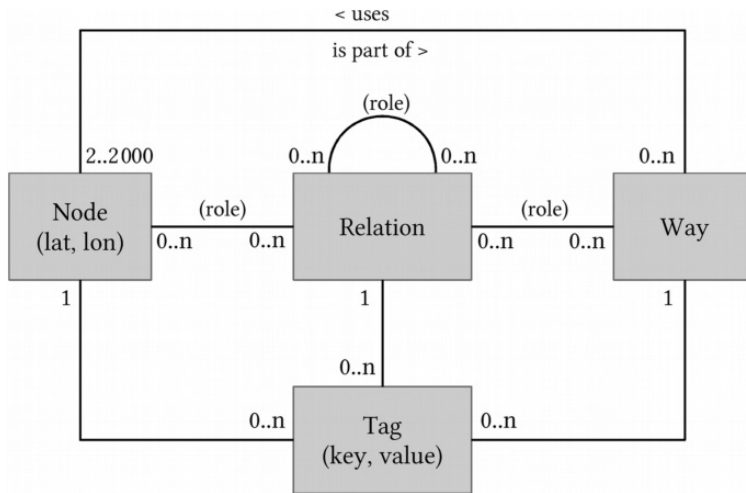 < uses
is part of >
(role)
2..2000
0..n
0..n
0..n
Node
(lat, lon)
(role)
0..n
0..n
Relation
(role)
0..n
0..n
Way
1
1
1
0..n
0..n
0..n
Tag
(key, value)